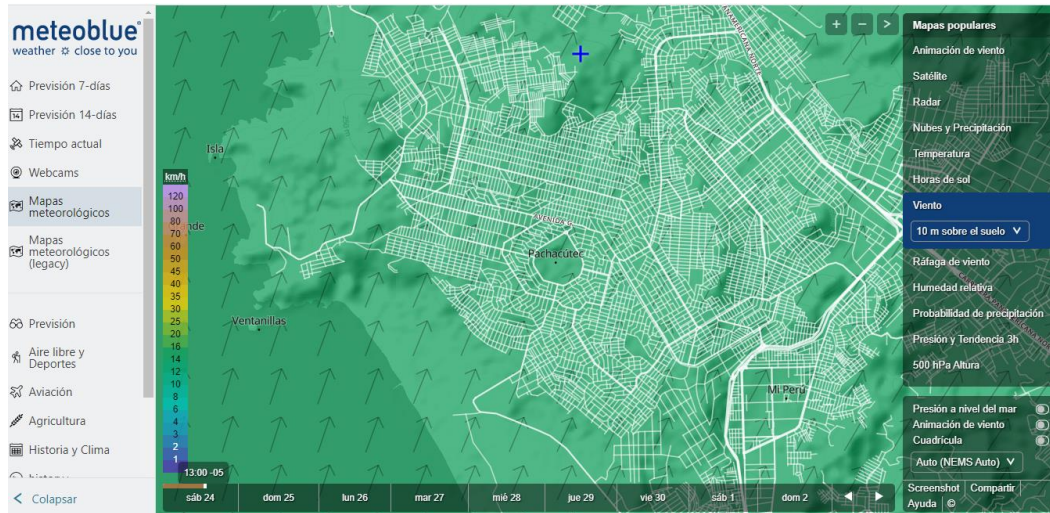 meteoblue®
weather ☼ close to you
Previsión 7-días
14
Previsión 14-días
Tiempo actual
Webcams
Mapas
meteorológicos
Mapas
meteorológicos
(legacy)
Previsión
Aire libre y
Deportes
Aviación
Agricultura
Historia y Clima
Colapsar
Isla
nde
Ventanillas
AVENIDA
Pachacútec
Mi Perú
km/h
120
100
80
70
60
50
45
40
35
30
25
20
16
14
12
10
8
6
4
3
2
1
13:00 -05
sáb 24
dom 25
lun 26
mar 27
mié 28
jue 29
vie 30
sáb 1
dom 2
+
−
>
Mapas populares
Animación de viento
Satélite
Radar
Nubes y Precipitación
Temperatura
Horas de sol
Viento
10 m sobre el suelo
Ráfaga de viento
Humedad relativa
Probabilidad de precipitación
Presión y Tendencia 3h
500 hPa Altura
Presión a nivel del mar
Animación de viento
Cuadrícula
Auto (NEMS Auto)
Screenshot Compartir
Ayuda ©